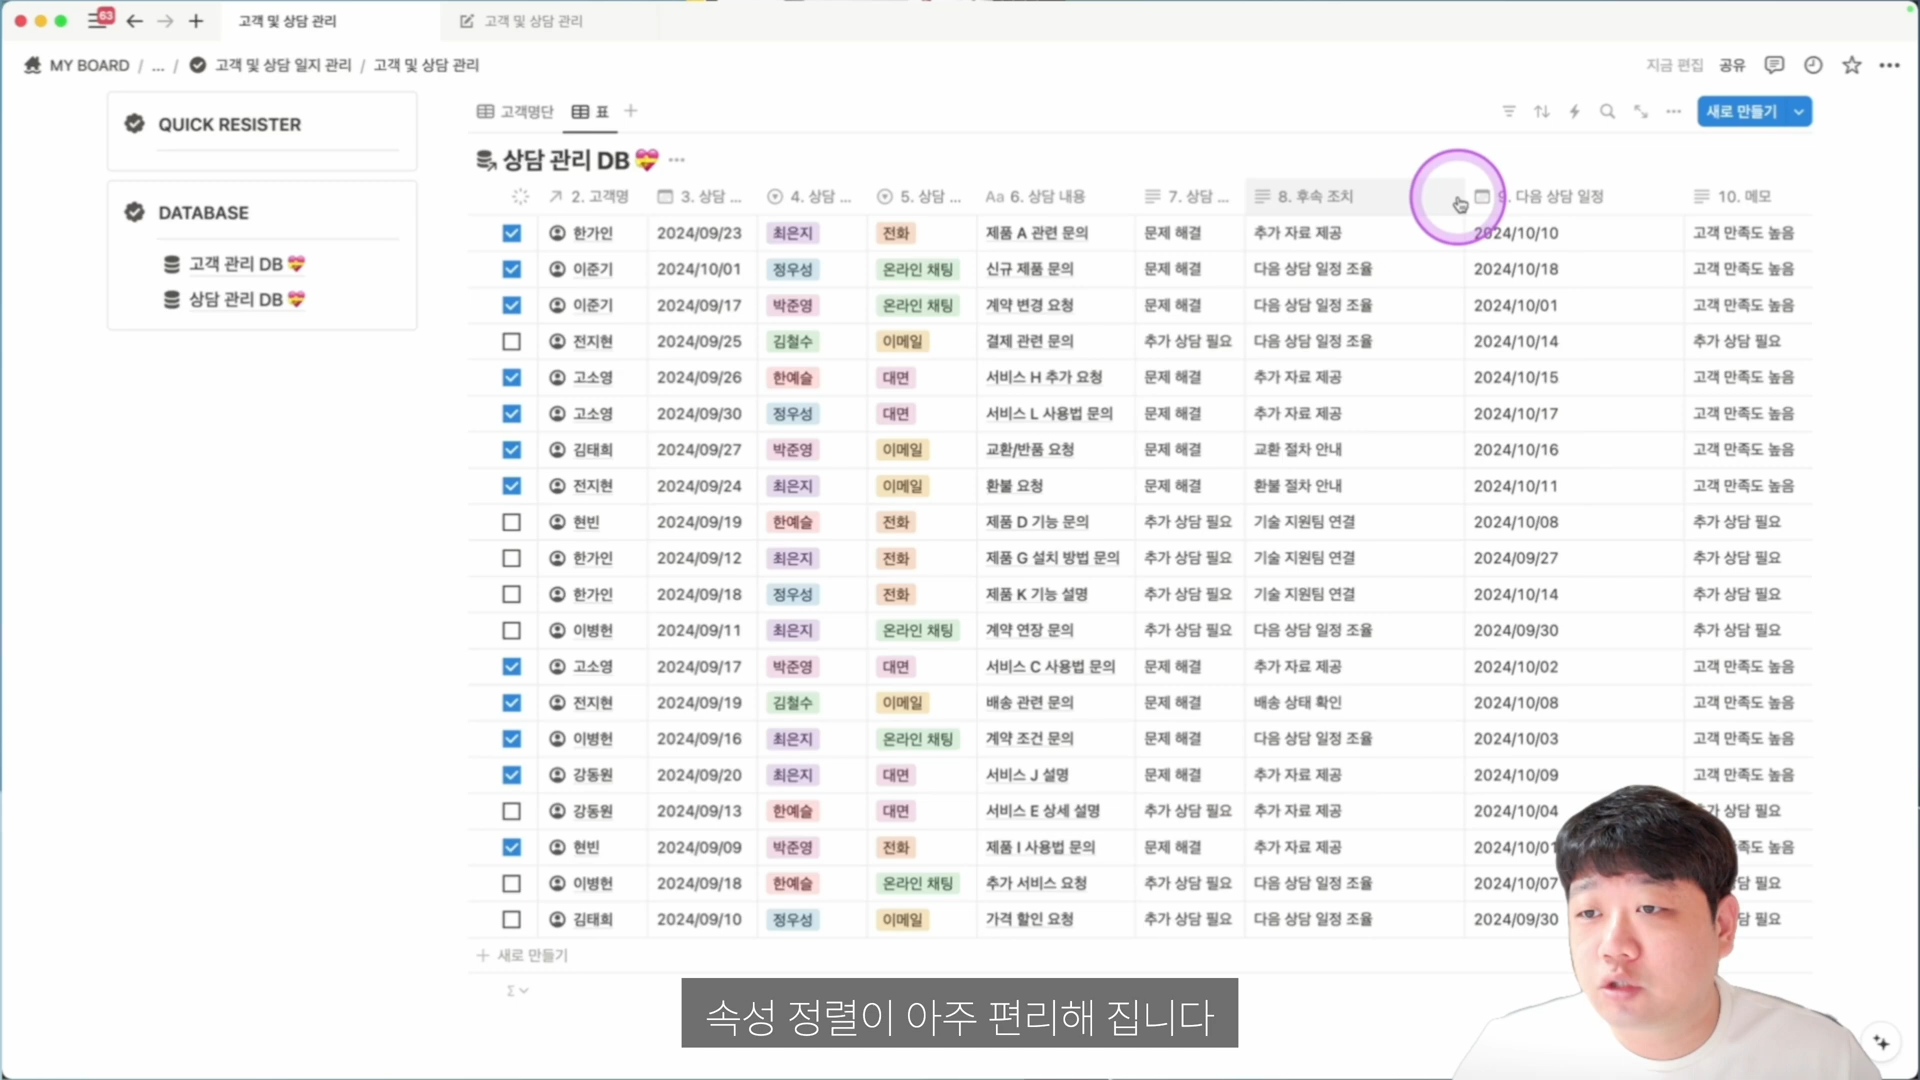 63
고객 및 상담 관리
고객 및 상담 관리
MY BOARD / ... / 고객 및 상담 일지 관리 / 고객 및 상담 관리
지금 편집 공유
QUICK RESISTER
DATABASE
고객 관리 DB
상담 관리 DB
고객명단 표
새로 만들기
상담 관리 DB
2. 고객명 3. 상담 ... 4. 상담 ... 5. 상담 ... Aa 6. 상담 내용 7. 상담 ... 8. 후속 조치 9. 다음 상담 일정 10. 메모
한가인 2024/09/23 최은지 전화 제품 A 관련 문의 문제 해결 추가 자료 제공 2024/10/10 고객 만족도 높음
이준기 2024/10/01 정우성 온라인 채팅 신규 제품 문의 문제 해결 다음 상담 일정 조율 2024/10/18 고객 만족도 높음
이준기 2024/09/17 박준영 온라인 채팅 계약 변경 요청 문제 해결 다음 상담 일정 조율 2024/10/01 고객 만족도 높음
전지현 2024/09/25 김철수 이메일 결제 관련 문의 추가 상담 필요 다음 상담 일정 조율 2024/10/14 추가 상담 필요
고소영 2024/09/26 한예슬 대면 서비스 H 추가 요청 문제 해결 추가 자료 제공 2024/10/15 고객 만족도 높음
고소영 2024/09/30 정우성 대면 서비스 L 사용법 문의 문제 해결 추가 자료 제공 2024/10/17 고객 만족도 높음
김태희 2024/09/27 박준영 이메일 교환/반품 요청 문제 해결 교환 절차 안내 2024/10/16 고객 만족도 높음
전지현 2024/09/24 최은지 이메일 환불 요청 문제 해결 환불 절차 안내 2024/10/11 고객 만족도 높음
현빈 2024/09/19 한예슬 전화 제품 D 기능 문의 추가 상담 필요 기술 지원팀 연결 2024/10/08 추가 상담 필요
한가인 2024/09/12 최은지 전화 제품 G 설치 방법 문의 추가 상담 필요 기술 지원팀 연결 2024/09/27 추가 상담 필요
한가인 2024/09/18 정우성 전화 제품 K 기능 설명 추가 상담 필요 기술 지원팀 연결 2024/10/14 추가 상담 필요
이병헌 2024/09/11 최은지 온라인 채팅 계약 연장 문의 추가 상담 필요 다음 상담 일정 조율 2024/09/30 추가 상담 필요
고소영 2024/09/17 박준영 대면 서비스 C 사용법 문의 문제 해결 추가 자료 제공 2024/10/02 고객 만족도 높음
전지현 2024/09/19 김철수 이메일 배송 관련 문의 문제 해결 배송 상태 확인 2024/10/08 고객 만족도 높음
이병헌 2024/09/16 최은지 온라인 채팅 계약 조건 문의 문제 해결 다음 상담 일정 조율 2024/10/03 고객 만족도 높음
강동원 2024/09/20 최은지 대면 서비스 J 설명 문제 해결 추가 자료 제공 2024/10/09 고객 만족도 높음
강동원 2024/09/13 한예슬 대면 서비스 E 상세 설명 추가 상담 필요 추가 자료 제공 2024/10/04 상담 필요
현빈 2024/09/09 박준영 전화 제품 I 사용법 문의 문제 해결 추가 자료 제공 2024/10/01 족도 높음
이병헌 2024/09/18 한예슬 온라인 채팅 추가 서비스 요청 추가 상담 필요 다음 상담 일정 조율 2024/10/07 담 필요
김태희 2024/09/10 정우성 이메일 가격 할인 요청 추가 상담 필요 다음 상담 일정 조율 2024/09/30 담 필요
+ 새로 만들기
Σ
속성 정렬이 아주 편리해 집니다